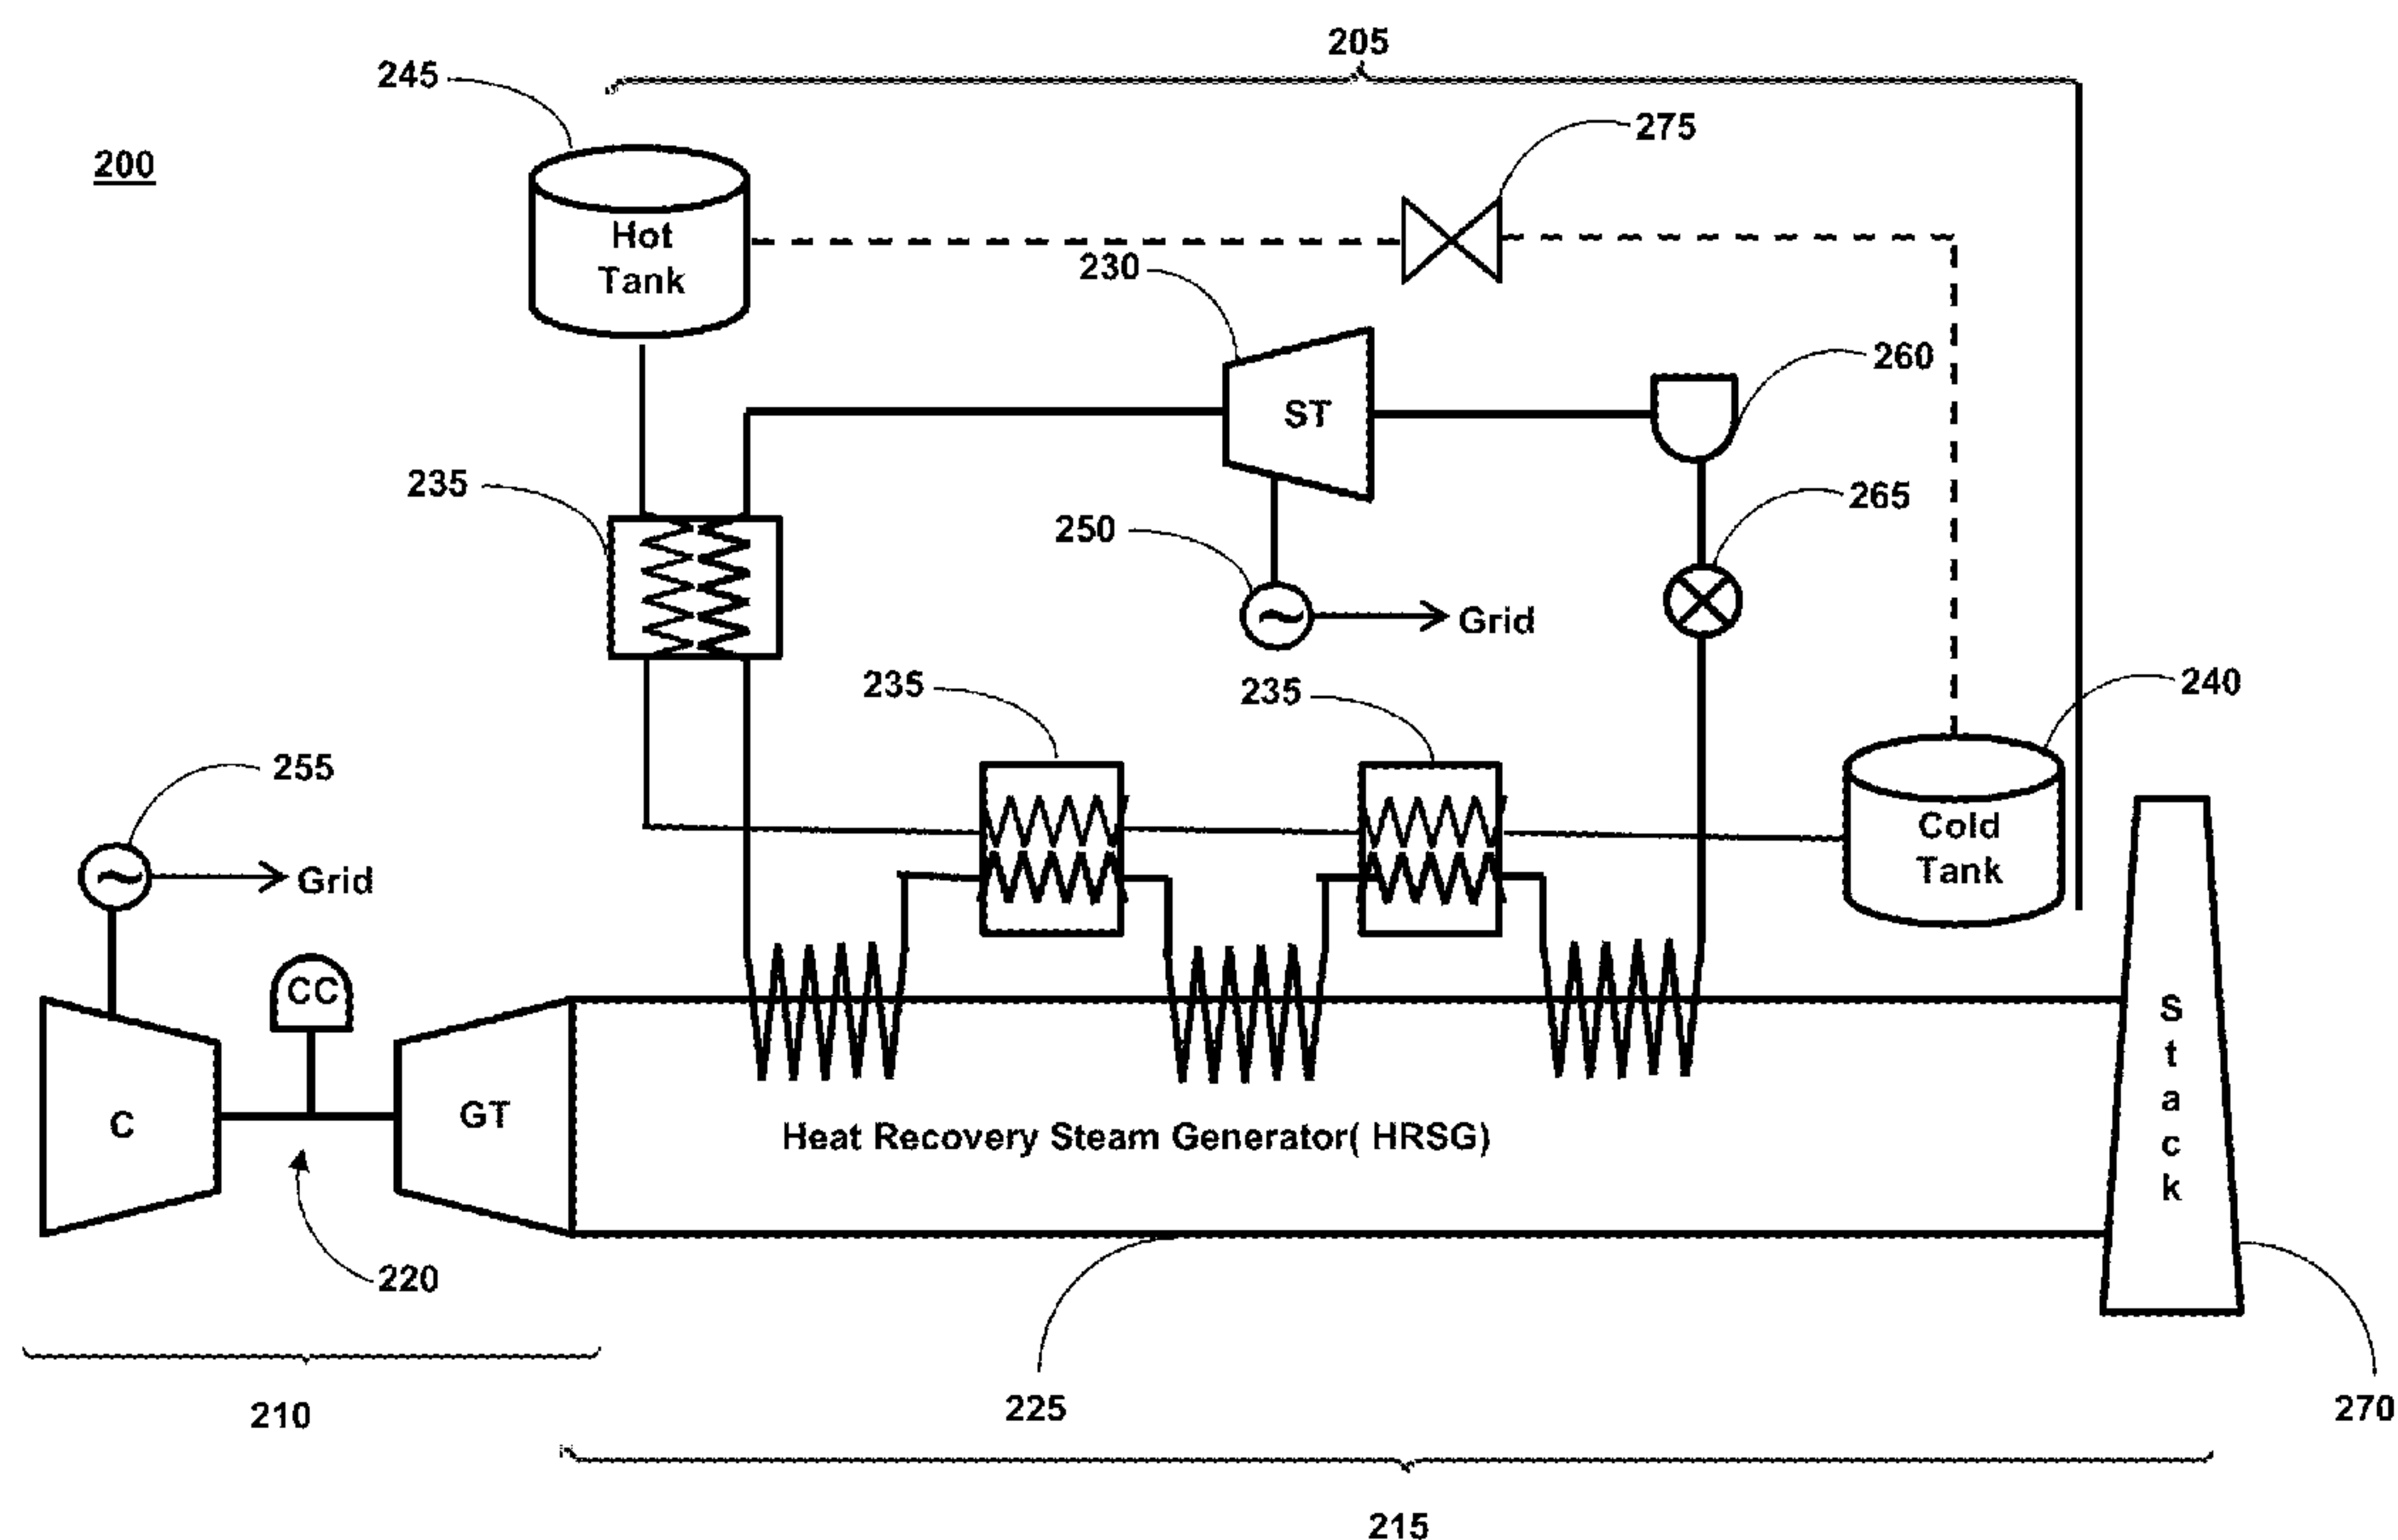 205
245
275
200
Hot
Tank
230
260
ST
235
265
250
Grid
235
235
240
255
Cold
Tank
Grid
CC
S
t
a
c
k
C
GT
Heat Recovery Steam Generator( HRSG)
220
210
225
270
215